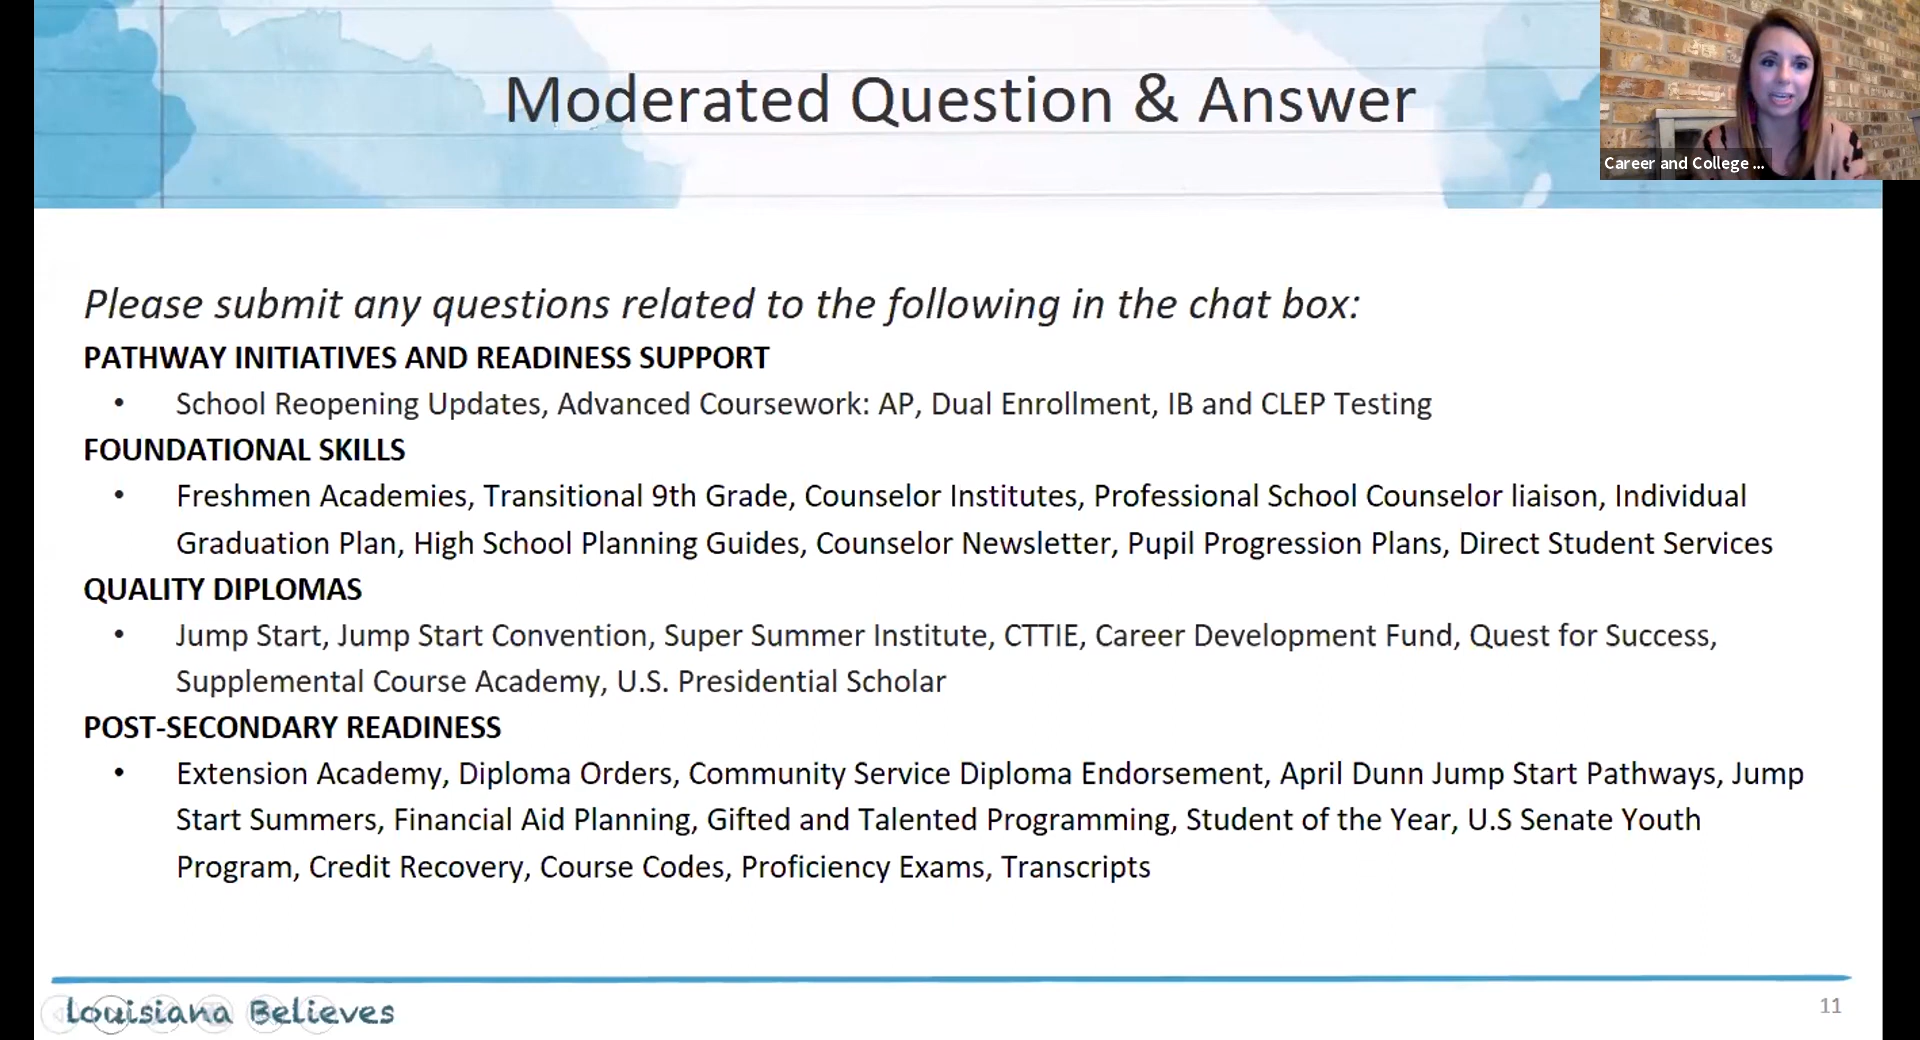 Moderated Question & Answer
Career and College ...
Please submit any questions related to the following in the chat box:
PATHWAY INITIATIVES AND READINESS SUPPORT
• School Reopening Updates, Advanced Coursework: AP, Dual Enrollment, IB and CLEP Testing
FOUNDATIONAL SKILLS
• Freshmen Academies, Transitional 9th Grade, Counselor Institutes, Professional School Counselor liaison, Individual
Graduation Plan, High School Planning Guides, Counselor Newsletter, Pupil Progression Plans, Direct Student Services
QUALITY DIPLOMAS
• Jump Start, Jump Start Convention, Super Summer Institute, CTTIE, Career Development Fund, Quest for Success,
Supplemental Course Academy, U.S. Presidential Scholar
POST-SECONDARY READINESS
• Extension Academy, Diploma Orders, Community Service Diploma Endorsement, April Dunn Jump Start Pathways, Jump
Start Summers, Financial Aid Planning, Gifted and Talented Programming, Student of the Year, U.S Senate Youth
Program, Credit Recovery, Course Codes, Proficiency Exams, Transcripts
Louisiana Believes
11